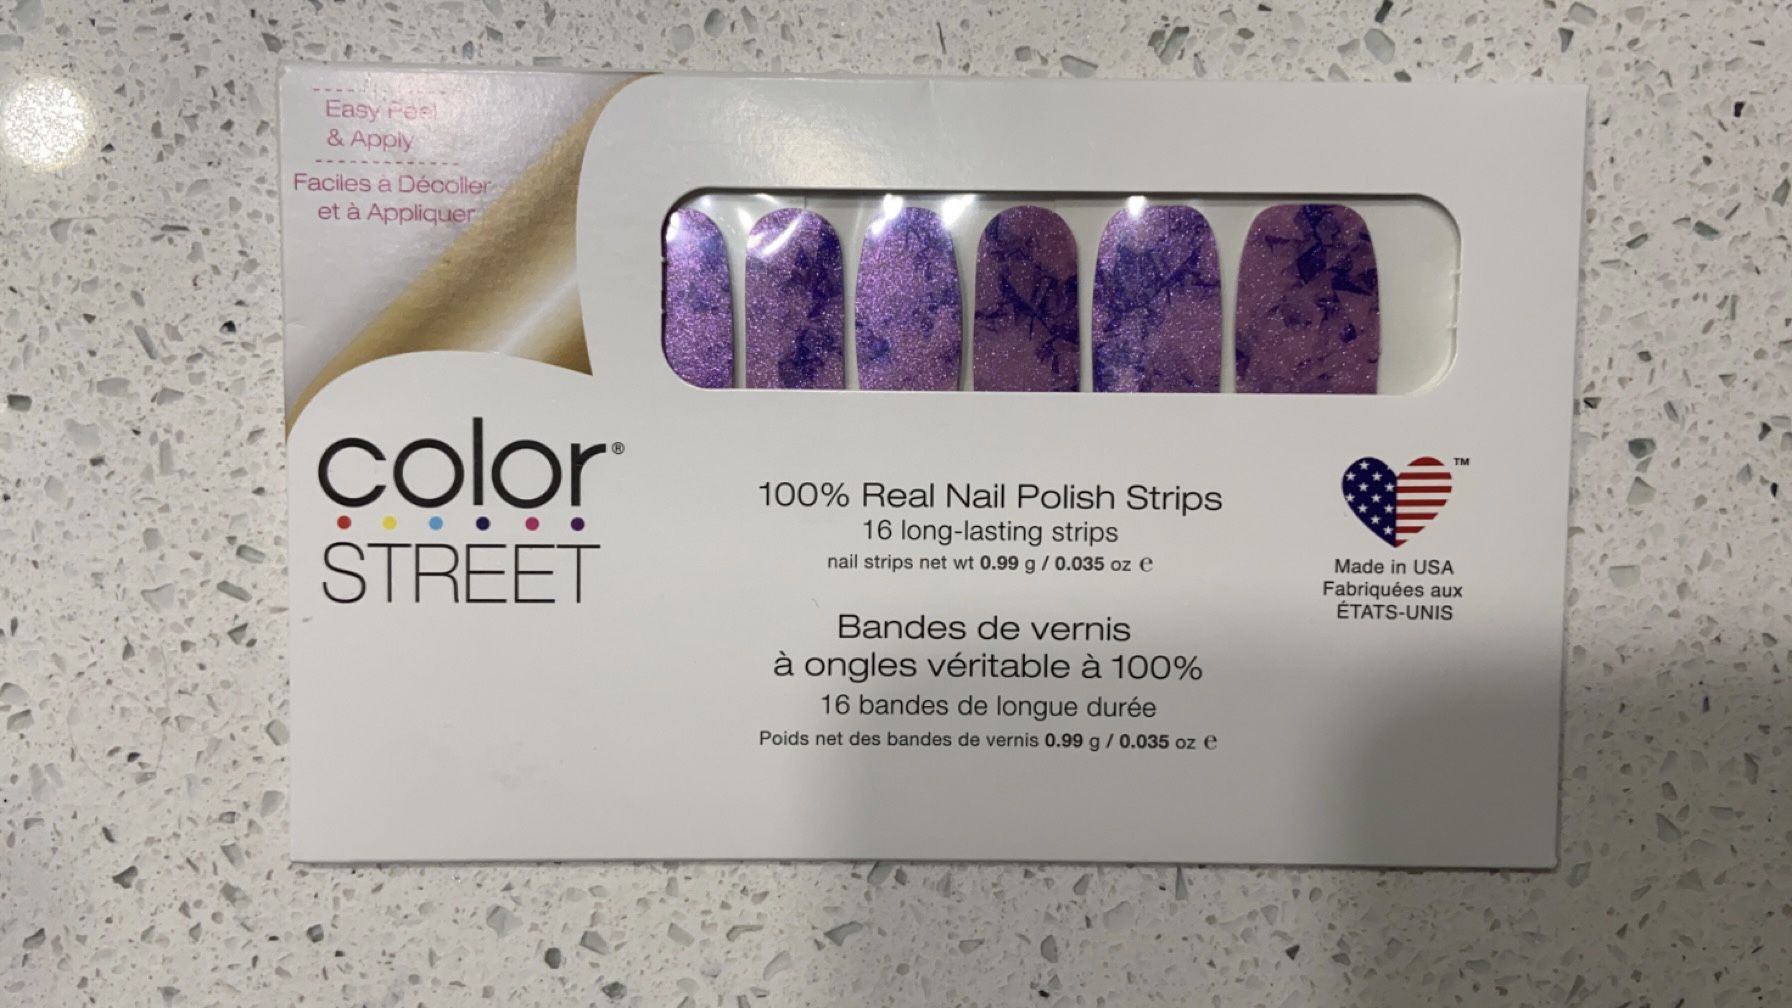 Easy Peel
& Apply
Faciles à Décoller
et à Appliquer
color®
STREET
100% Real Nail Polish Strips
16 long-lasting strips
nail strips net wt 0.99 g / 0.035 oz ℮
Bandes de vernis
à ongles véritable à 100%
16 bandes de longue durée
Poids net des bandes de vernis 0.99 g / 0.035 oz ℮
™
Made in USA
Fabriquées aux
ÉTATS-UNIS